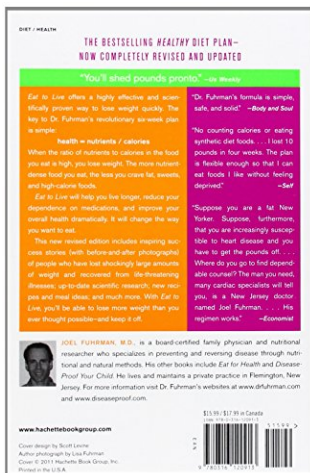 DIET / HEALTH
THE BESTSELLING HEALTHY DIET PLAN—
NOW COMPLETELY REVISED AND UPDATED
"You'll shed pounds pronto." —Us Weekly
Eat to Live offers a highly effective and scien-
tifically proven way to lose weight quickly. The
key to Dr. Fuhrman's revolutionary six-week plan
is simple:
health = nutrients / calories
When the ratio of nutrients to calories in the food
you eat is high, you lose weight. The more nutrient-
dense food you eat, the less you crave fat, sweets,
and high-calorie foods.
Eat to Live will help you live longer, reduce your
dependence on medications, and improve your
overall health dramatically. It will change the way
you want to eat.
This new revised edition includes inspiring suc-
cess stories (with before-and-after photographs)
of people who have lost shockingly large amounts
of weight and recovered from life-threatening
illnesses; up-to-date scientific research; new reci-
pes and meal ideas; and much more. With Eat to
Live, you'll be able to lose more weight than you
ever thought possible—and keep it off.
"Dr. Fuhrman's formula is simple,
safe, and solid." —Body and Soul
"No counting calories or eating
synthetic diet foods. . . . I lost 10
pounds in four weeks. The plan
is flexible enough so that I can
eat foods I like without feeling
deprived." —Self
"Suppose you are a fat New
Yorker. Suppose, furthermore,
that you are increasingly suscep-
tible to heart disease and you
have to get the pounds off. . . .
Where do you go to find depend-
able counsel? The man you need,
many cardiac specialists will tell
you, is a New Jersey doctor
named Joel Fuhrman. . . . His
regimen works." —Economist
JOEL FUHRMAN, M.D., is a board-certified family physician and nutritional
researcher who specializes in preventing and reversing disease through nutri-
tional and natural methods. His other books include Eat for Health and Disease-
Proof Your Child. He lives and maintains a private practice in Flemington, New
Jersey. For more information visit Dr. Fuhrman's websites at www.drfuhrman.com
and www.diseaseproof.com.
www.hachettebookgroup.com
Cover design by Scott Levine
Author photograph by Lisa Fuhrman
Cover © 2011 Hachette Book Group, Inc.
Printed in the U.S.A.
$15.99 / $17.99 in Canada
51599
9 780316 120913